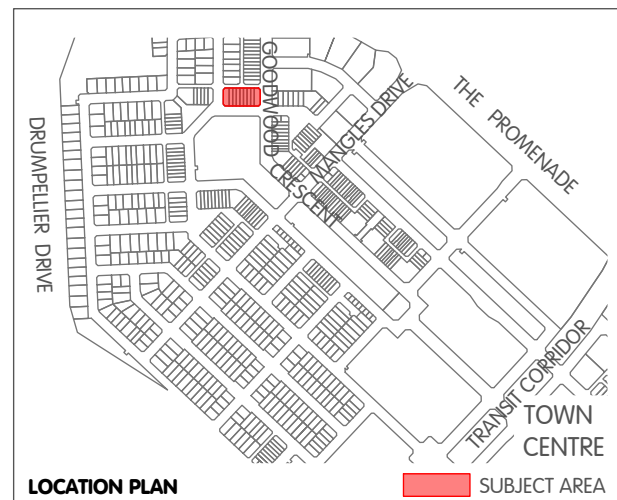 GOODWOOD
CRESCENT
MANGLES DRIVE
THE PROMENADE
DRUMPELLIER DRIVE
TRANSIT CORRIDOR
TOWN
CENTRE
LOCATION PLAN
SUBJECT AREA